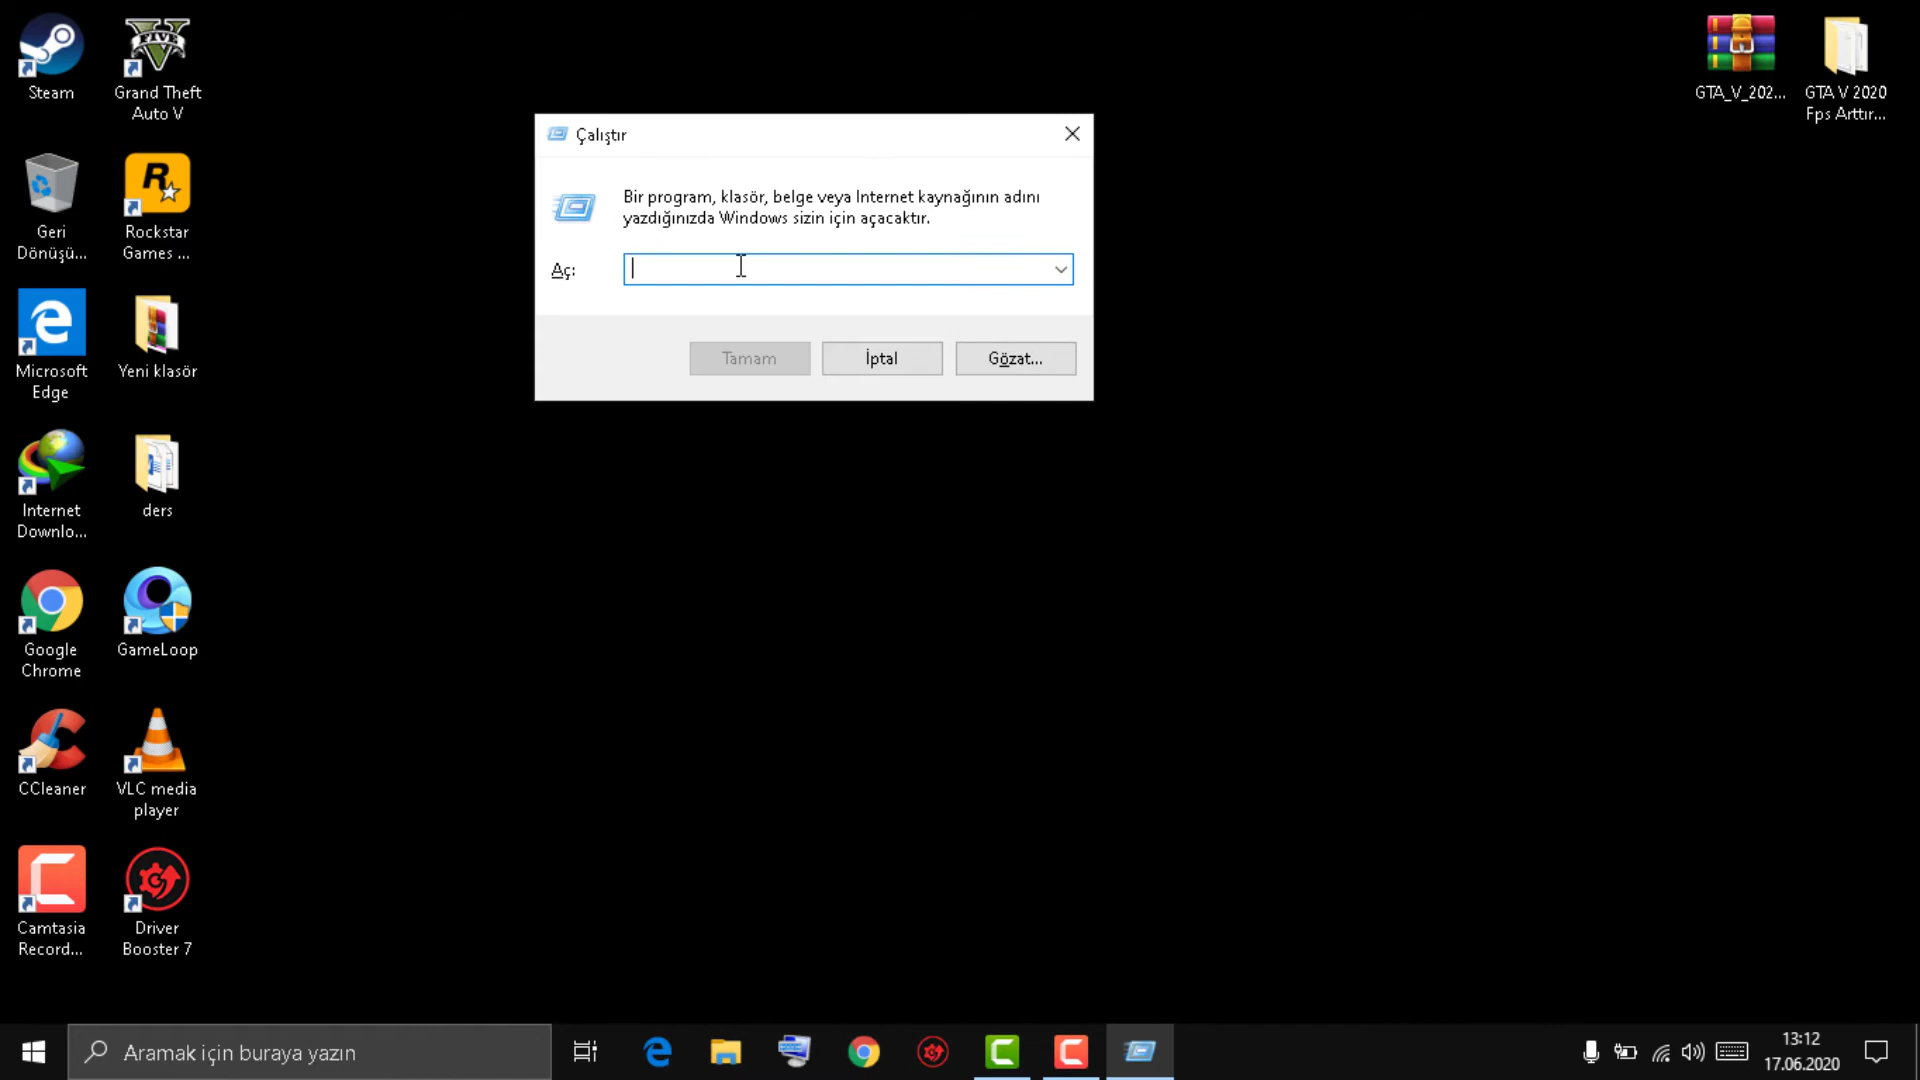 Steam
Grand Theft
Auto V
FIVE
GTA_V_202...
GTA V 2020
Fps Arttır...
Çalıştır
Bir program, klasör, belge veya Internet kaynağının adını
yazdığınızda Windows sizin için açacaktır.
Aç:
Tamam
İptal
Gözat...
Geri
Dönüşü...
R
Rockstar
Games ...
Microsoft
Edge
Yeni klasör
Internet
Downlo...
ders
Google
Chrome
GameLoop
CCleaner
VLC media
player
Camtasia
Record...
Driver
Booster 7
Aramak için buraya yazın
13:12
17.06.2020